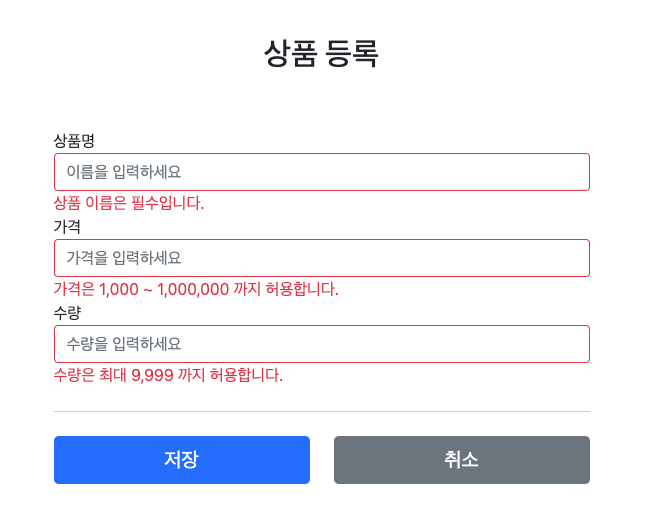 상품 등록
상품명
이름을 입력하세요
상품 이름은 필수입니다.
가격
가격을 입력하세요
가격은 1,000 ~ 1,000,000 까지 허용합니다.
수량
수량을 입력하세요
수량은 최대 9,999 까지 허용합니다.
저장 취소